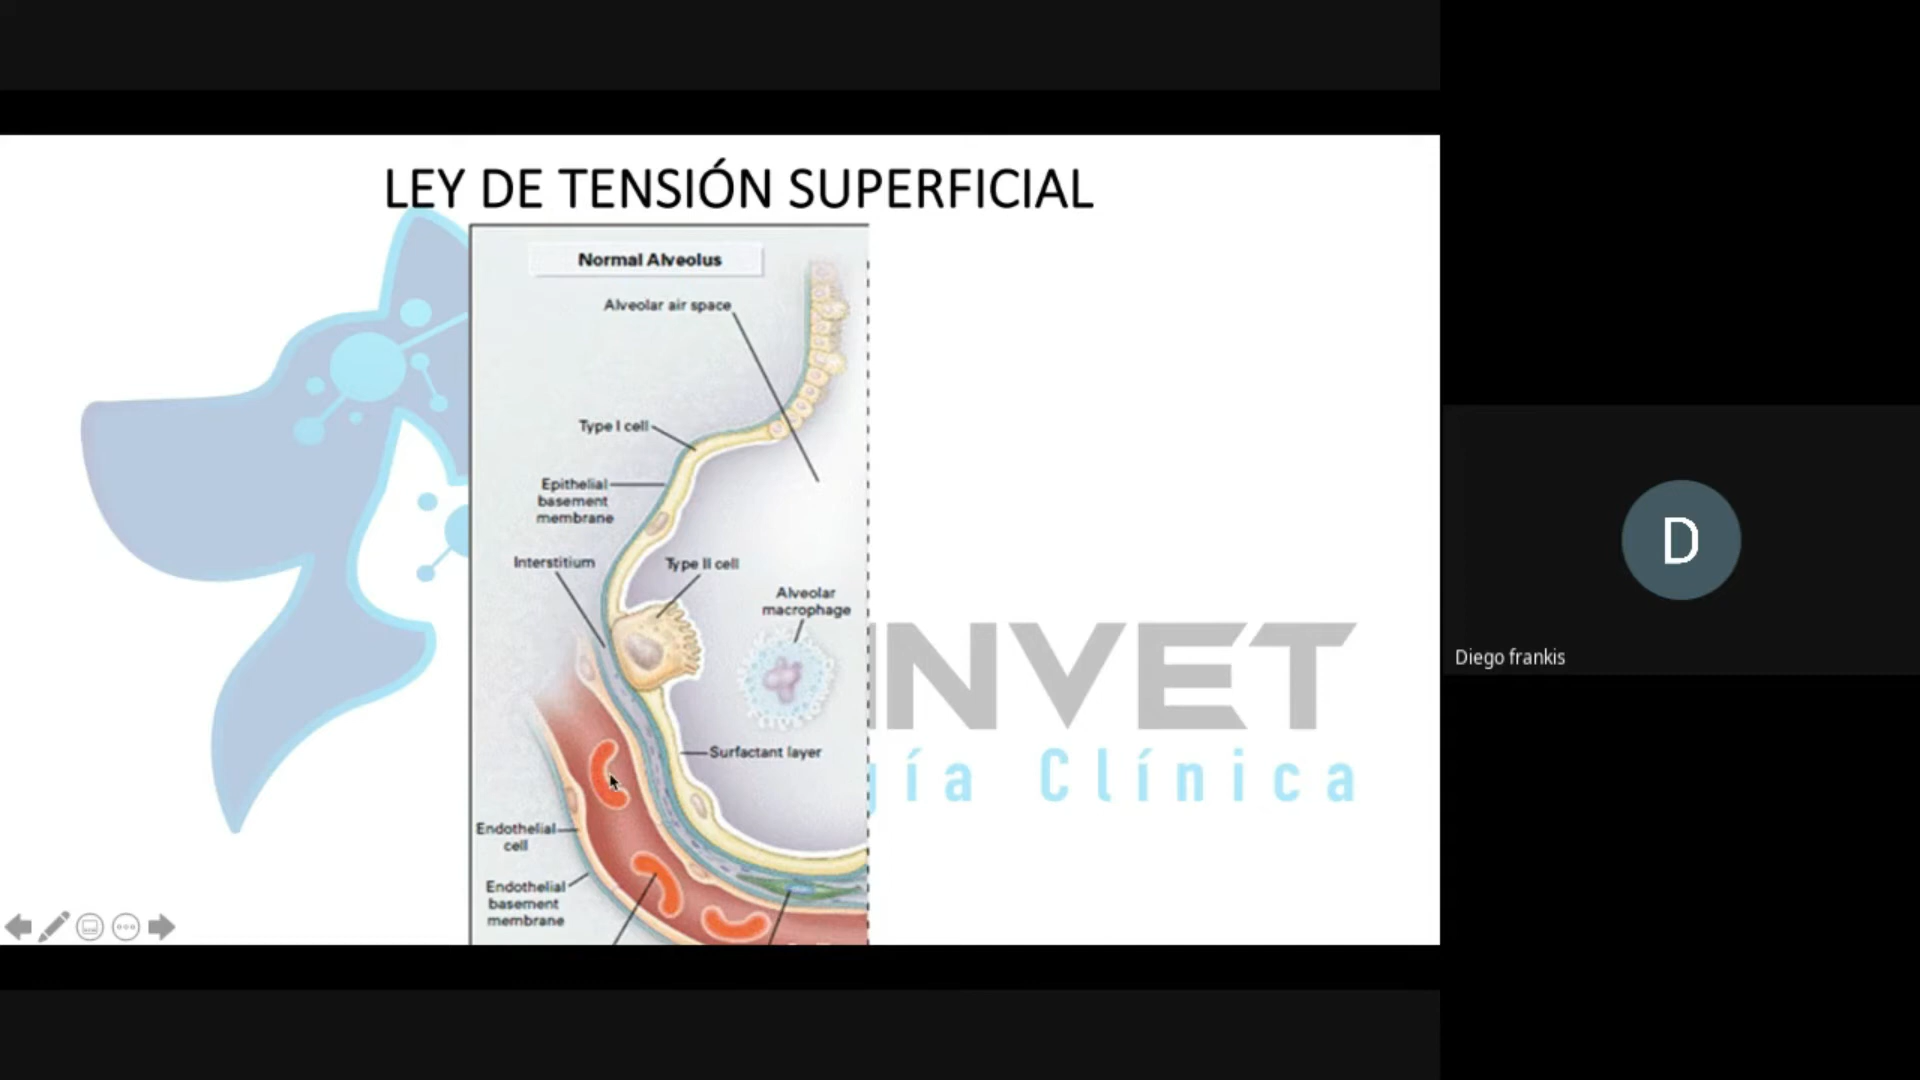 LEY DE TENSIÓN SUPERFICIAL
Normal Alveolus
Alveolar air space
Type I cell
Epithelial
basement
membrane
Interstitium
Type II cell
Alveolar
macrophage
Surfactant layer
Endothelial
cell
Endothelial
basement
membrane
NVET
gía Clínica
D
Diego frankis